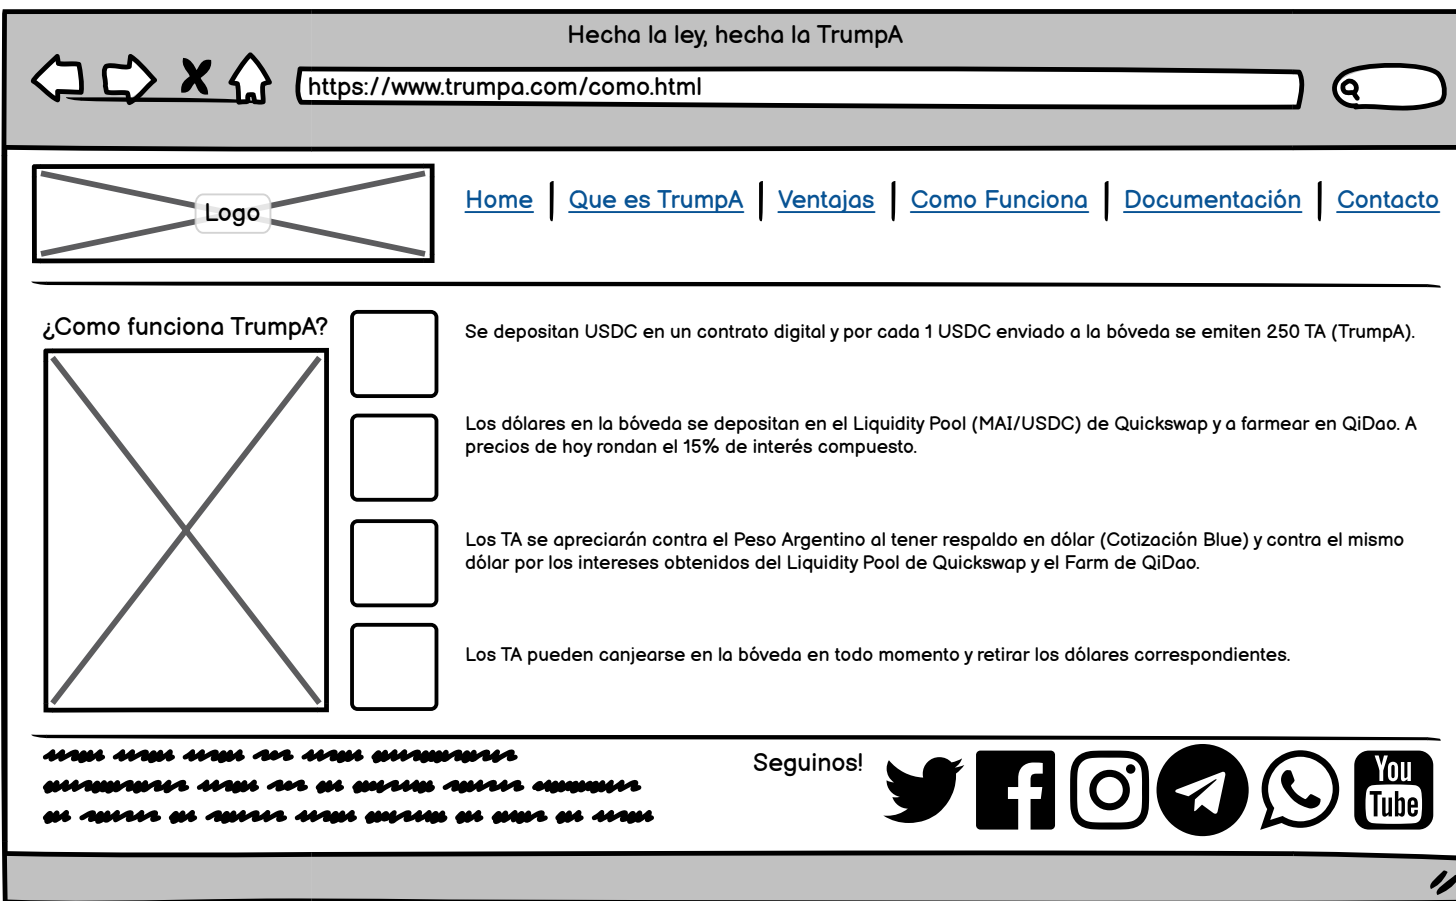 Hecha la ley, hecha la TrumpA
https://www.trumpa.com/como.html
Logo
Home | Que es TrumpA | Ventajas | Como Funciona | Documentación | Contacto
¿Como funciona TrumpA?
Se depositan USDC en un contrato digital y por cada 1 USDC enviado a la bóveda se emiten 250 TA (TrumpA).
Los dólares en la bóveda se depositan en el Liquidity Pool (MAI/USDC) de Quickswap y a farmear en QiDao. A
precios de hoy rondan el 15% de interés compuesto.
Los TA se apreciarán contra el Peso Argentino al tener respaldo en dólar (Cotización Blue) y contra el mismo
dólar por los intereses obtenidos del Liquidity Pool de Quickswap y el Farm de QiDao.
Los TA pueden canjearse en la bóveda en todo momento y retirar los dólares correspondientes.
Seguinos!
You
Tube